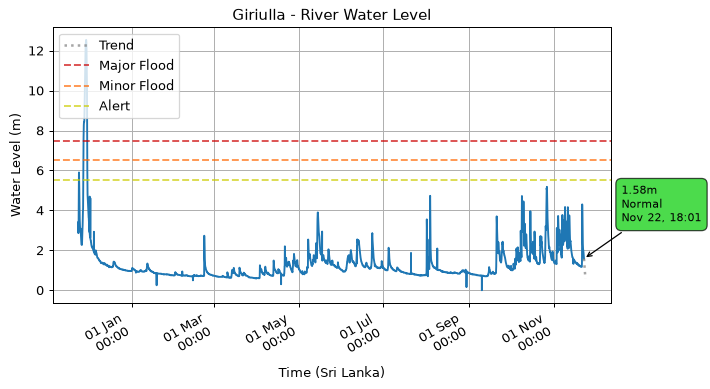 Giriulla - River Water Level
Trend
Major Flood
Minor Flood
Alert
Water Level (m)
12
10
8
6
4
2
0
1.58m
Normal
Nov 22, 18:01
01 Jan
00:00
01 Mar
00:00
01 May
00:00
01 Jul
00:00
01 Sep
00:00
01 Nov
00:00
Time (Sri Lanka)